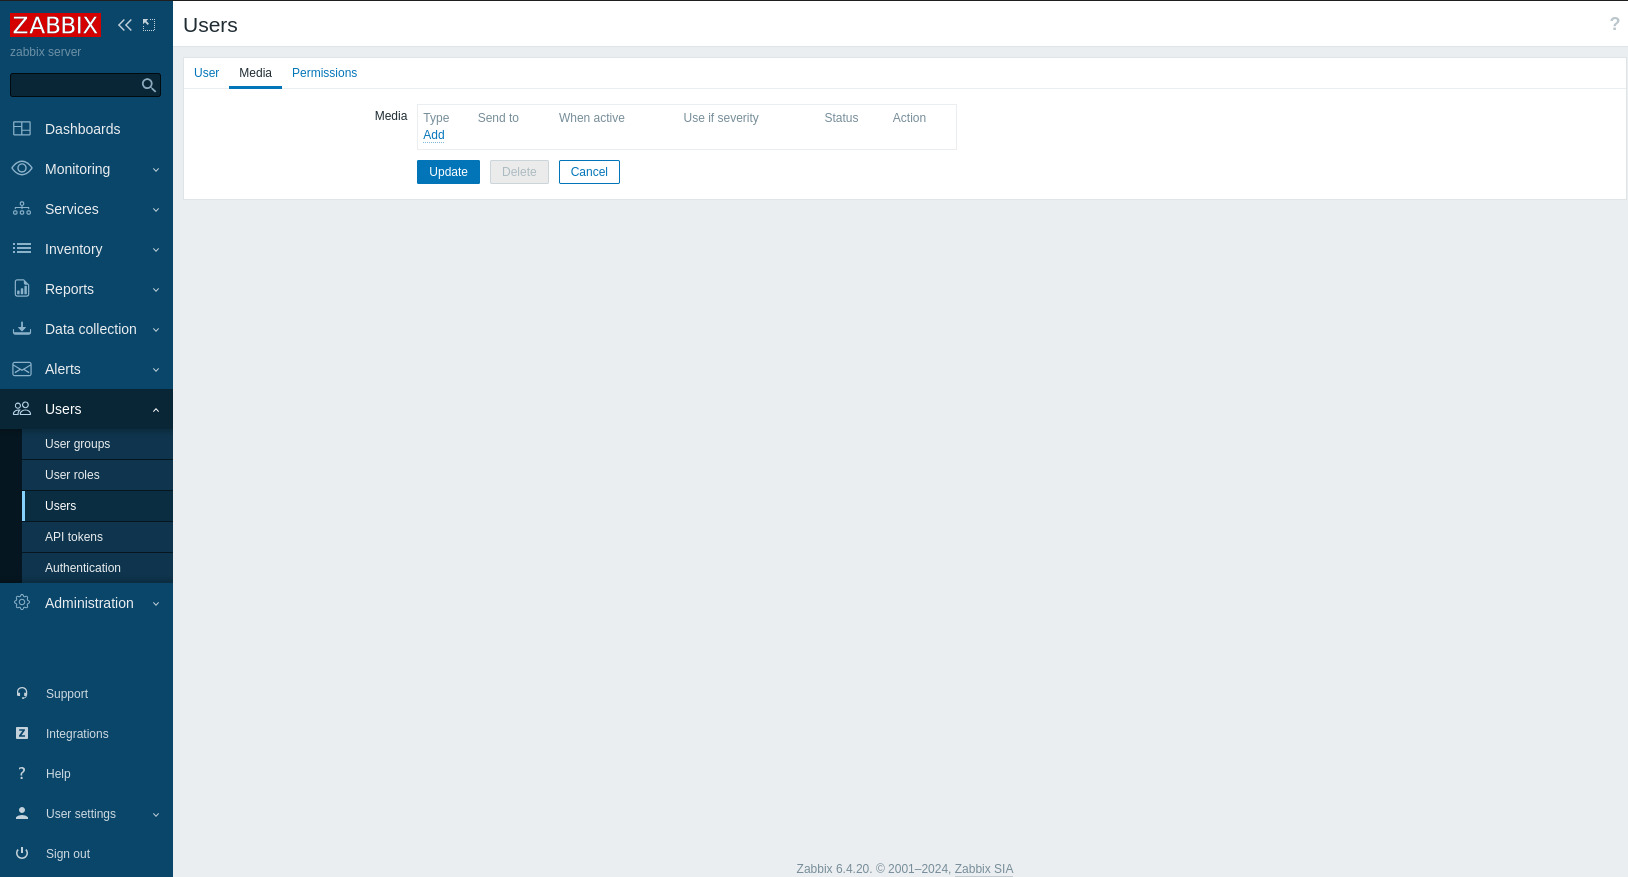 ZABBIX
zabbix server
Dashboards
Monitoring
Services
Inventory
Reports
Data collection
Alerts
Users
User groups
User roles
Users
API tokens
Authentication
Administration
Support
Integrations
Help
User settings
Sign out
Users
?
User Media Permissions
Media
Type Send to When active Use if severity Status Action
Add
Update Delete Cancel
Zabbix 6.4.20. © 2001–2024, Zabbix SIA